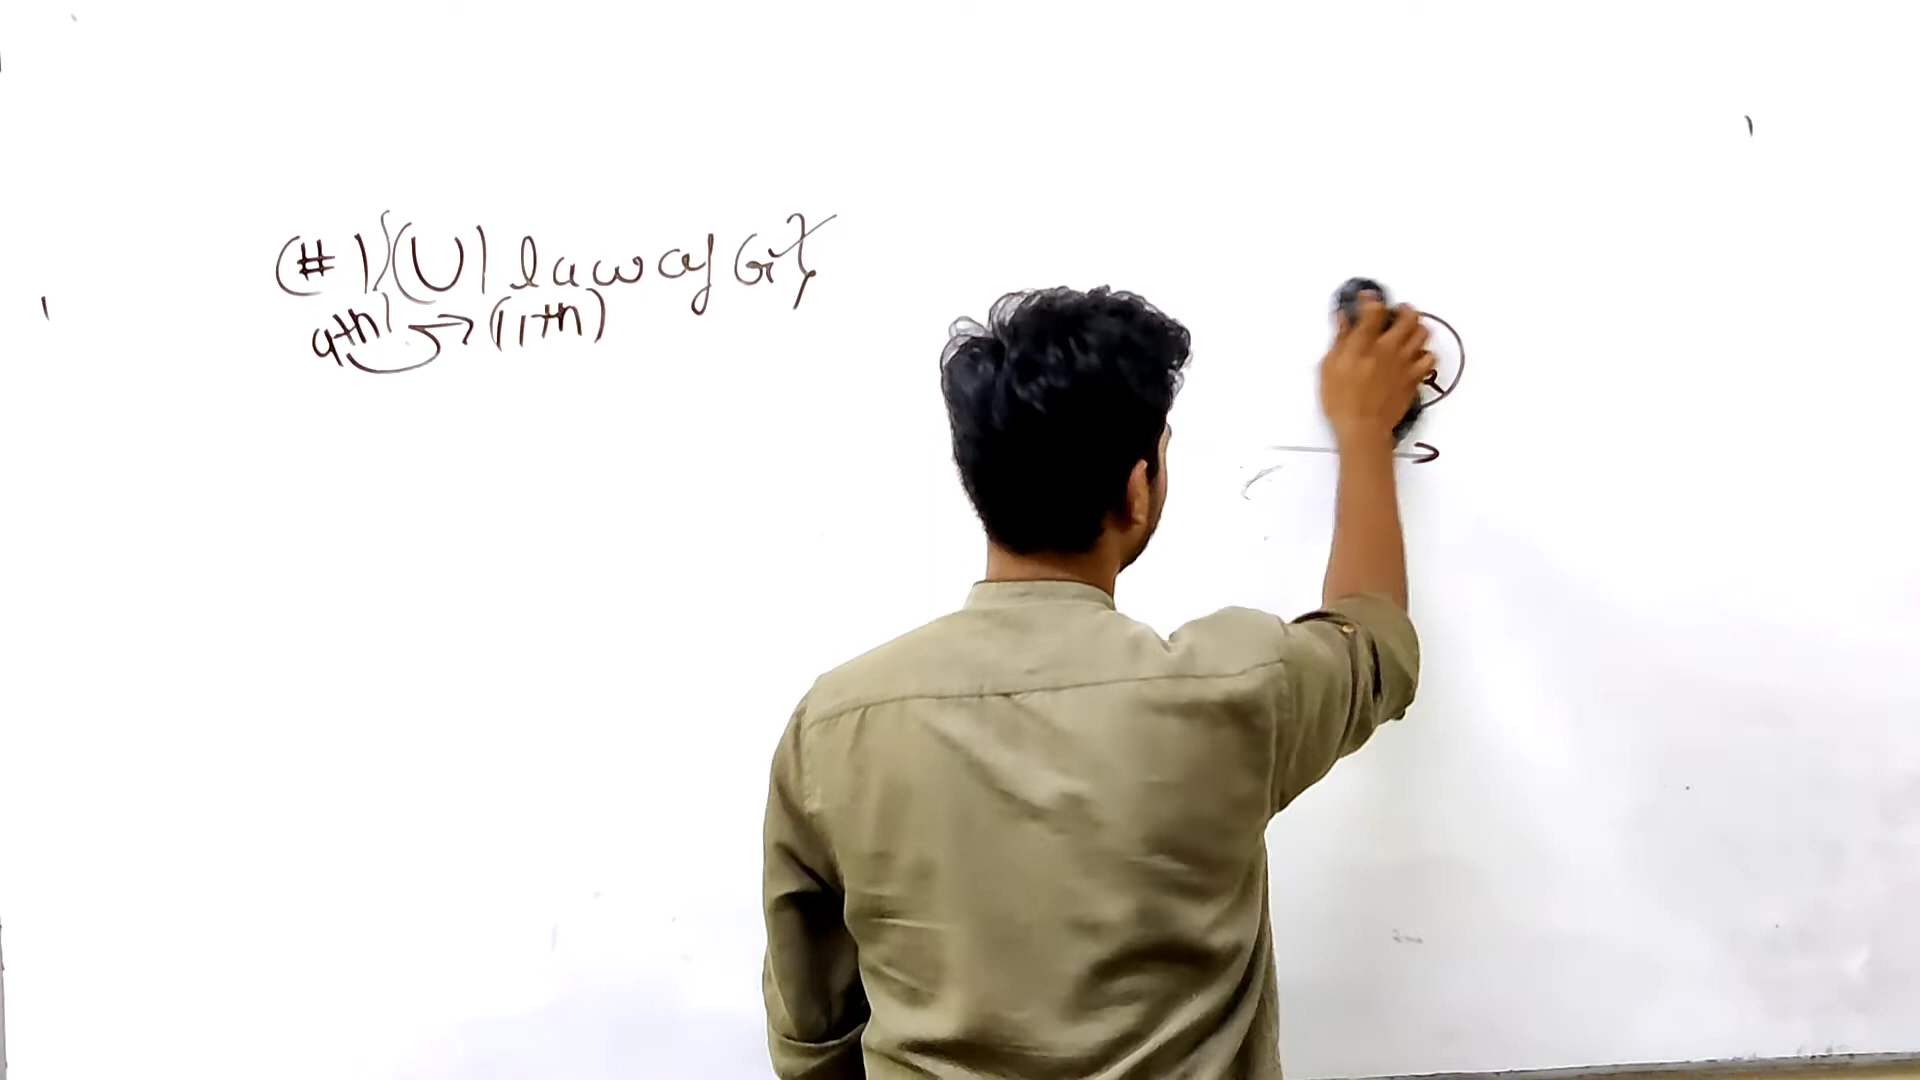 (#1) (U) law of G}
9th → (11th)